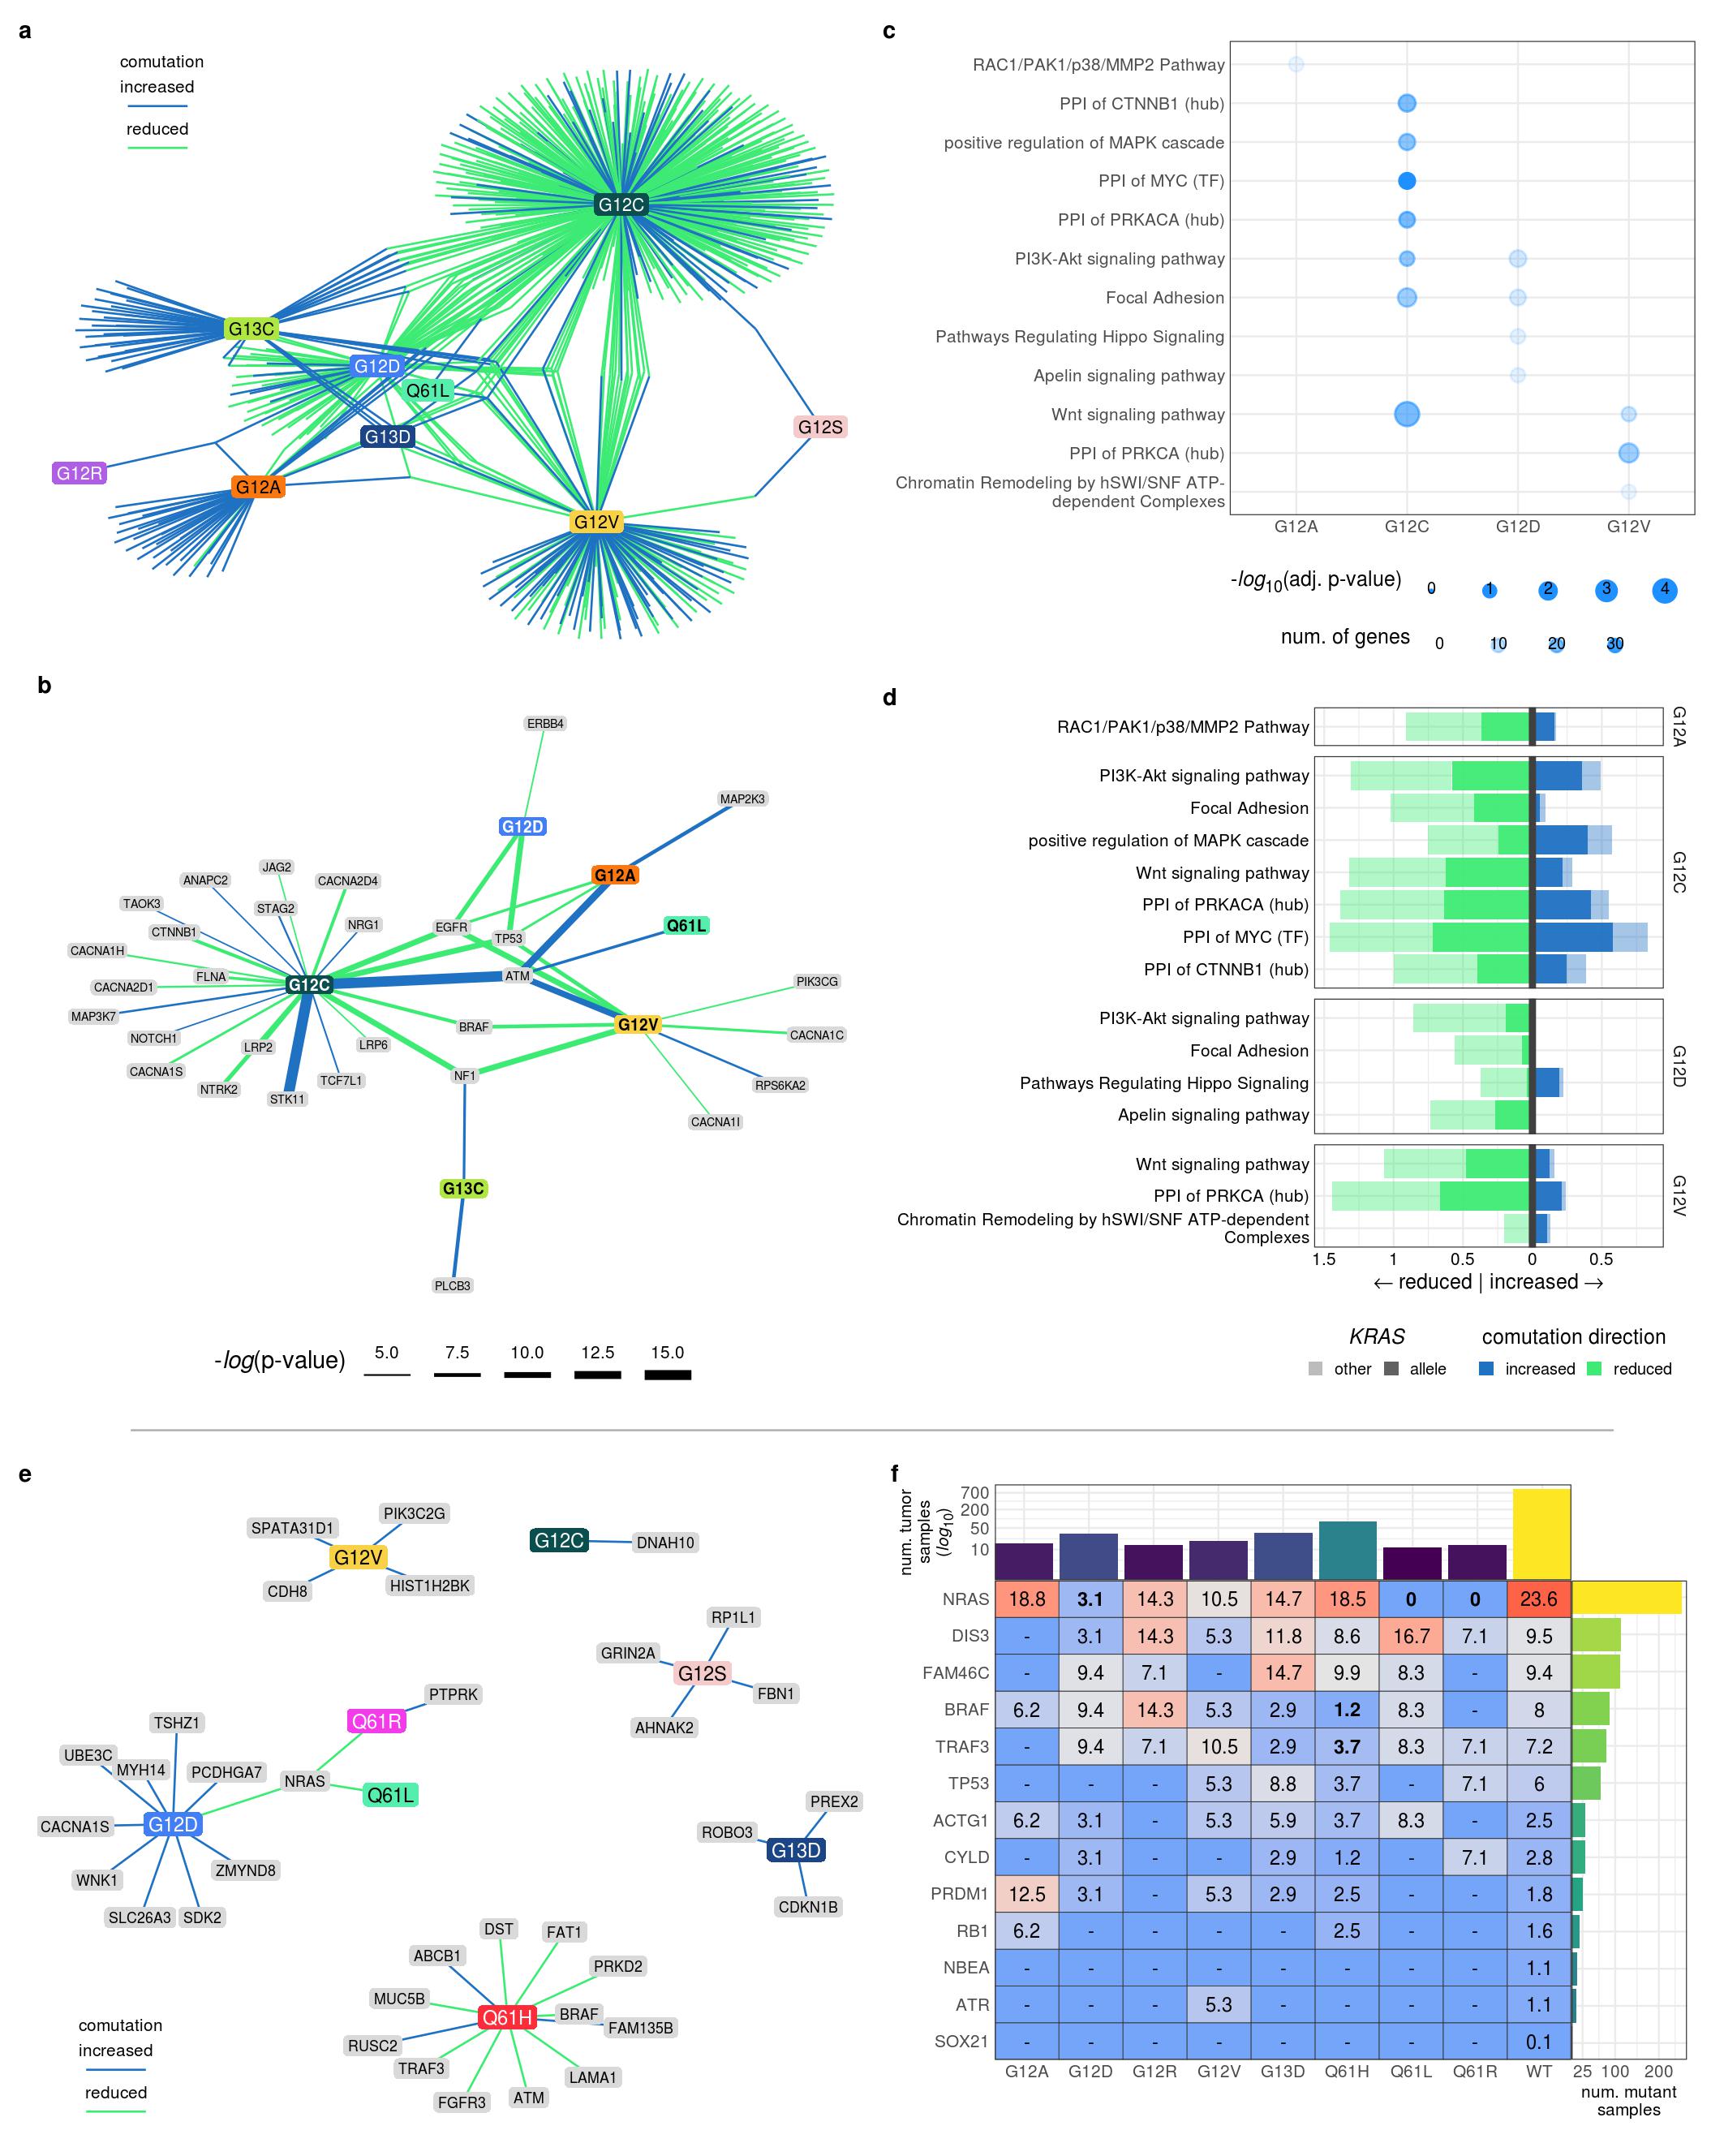 a
comutation
increased
reduced
G12C
G13C
G12D
Q61L
G13D
G12S
G12R
G12A
G12V
c
RAC1/PAK1/p38/MMP2 Pathway
PPI of CTNNB1 (hub)
positive regulation of MAPK cascade
PPI of MYC (TF)
PPI of PRKACA (hub)
PI3K-Akt signaling pathway
Focal Adhesion
Pathways Regulating Hippo Signaling
Apelin signaling pathway
Wnt signaling pathway
PPI of PRKCA (hub)
Chromatin Remodeling by hSWI/SNF ATP-
dependent Complexes
G12A G12C G12D G12V
-log10(adj. p-value) 0 1 2 3 4
num. of genes 0 10 20 30
b
ERBB4
MAP2K3
G12D
G12A
JAG2
ANAPC2
CACNA2D4
TAOK3
STAG2
NRG1
CTNNB1
EGFR
TP53
Q61L
CACNA1H
FLNA
G12C
ATM
CACNA2D1
PIK3CG
MAP3K7
NOTCH1
LRP2
LRP6
BRAF
G12V
CACNA1C
CACNA1S
NTRK2
STK11
TCF7L1
NF1
RPS6KA2
CACNA1I
G13C
PLCB3
-log(p-value) 5.0 7.5 10.0 12.5 15.0
d
RAC1/PAK1/p38/MMP2 Pathway
G12A
PI3K-Akt signaling pathway
Focal Adhesion
positive regulation of MAPK cascade
Wnt signaling pathway
PPI of PRKACA (hub)
PPI of MYC (TF)
PPI of CTNNB1 (hub)
G12C
PI3K-Akt signaling pathway
Focal Adhesion
Pathways Regulating Hippo Signaling
Apelin signaling pathway
G12D
Wnt signaling pathway
PPI of PRKCA (hub)
Chromatin Remodeling by hSWI/SNF ATP-dependent
Complexes
G12V
1.5 1 0.5 0 0.5
← reduced | increased →
KRAS comutation direction
other allele increased reduced
e
SPATA31D1
PIK3C2G
G12V
CDH8
HIST1H2BK
G12C
DNAH10
RP1L1
GRIN2A
G12S
FBN1
AHNAK2
PTPRK
Q61R
TSHZ1
UBE3C
MYH14
PCDHGA7
NRAS
Q61L
CACNA1S
G12D
WNK1
ZMYND8
SLC26A3
SDK2
PREX2
ROBO3
G13D
CDKN1B
DST
FAT1
ABCB1
PRKD2
MUC5B
Q61H
BRAF
FAM135B
RUSC2
TRAF3
LAMA1
FGFR3
ATM
comutation
increased
reduced
f
num. tumor
samples
(log10)
700
200
50
10
NRAS 18.8 3.1 14.3 10.5 14.7 18.5 0 0 23.6
DIS3 - 3.1 14.3 5.3 11.8 8.6 16.7 7.1 9.5
FAM46C - 9.4 7.1 - 14.7 9.9 8.3 - 9.4
BRAF 6.2 9.4 14.3 5.3 2.9 1.2 8.3 - 8
TRAF3 - 9.4 7.1 10.5 2.9 3.7 8.3 7.1 7.2
TP53 - - - 5.3 8.8 3.7 - 7.1 6
ACTG1 6.2 3.1 - 5.3 5.9 3.7 8.3 - 2.5
CYLD - 3.1 - - 2.9 1.2 - 7.1 2.8
PRDM1 12.5 3.1 - 5.3 2.9 2.5 - - 1.8
RB1 6.2 - - - - 2.5 - - 1.6
NBEA - - - - - - - - 1.1
ATR - - - 5.3 - - - - 1.1
SOX21 - - - - - - - - 0.1
G12A G12D G12R G12V G13D Q61H Q61L Q61R WT
25 100 200
num. mutant
samples